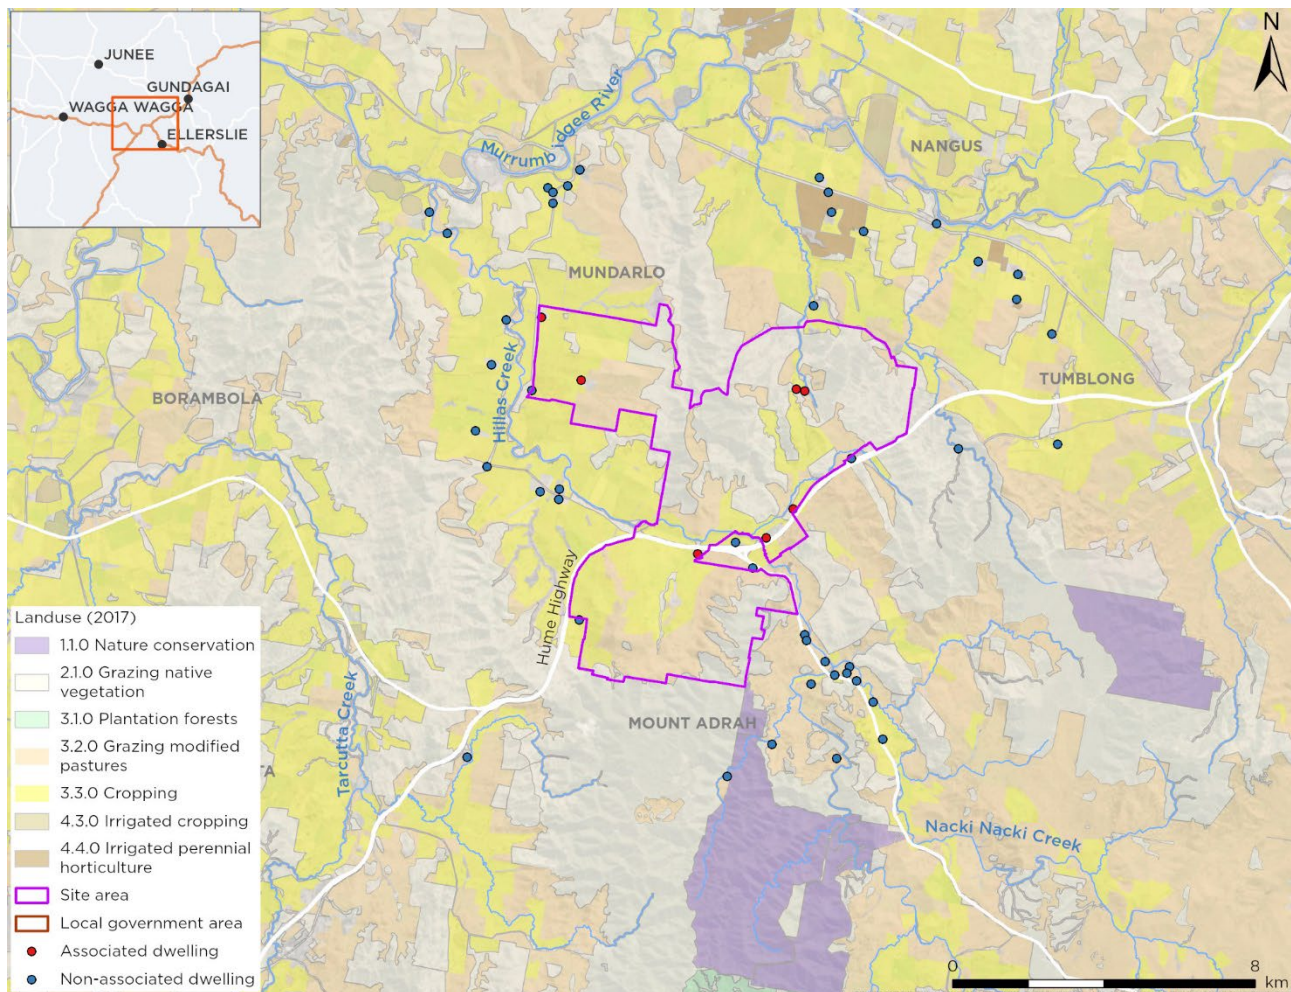 N
JUNEE
GUNDAGAI
WAGGA WAGGA
ELLERSLIE
Murrumbidgee River
NANGUS
MUNDARLO
Hillas Creek
TUMBLONG
BORAMBOLA
Hume Highway
MOUNT ADRAH
Tarcutta Creek
TA
Nacki Nacki Creek
Landuse (2017)
1.1.0 Nature conservation
2.1.0 Grazing native
vegetation
3.1.0 Plantation forests
3.2.0 Grazing modified
pastures
3.3.0 Cropping
4.3.0 Irrigated cropping
4.4.0 Irrigated perennial
horticulture
Site area
Local government area
Associated dwelling
Non-associated dwelling
0 8
km